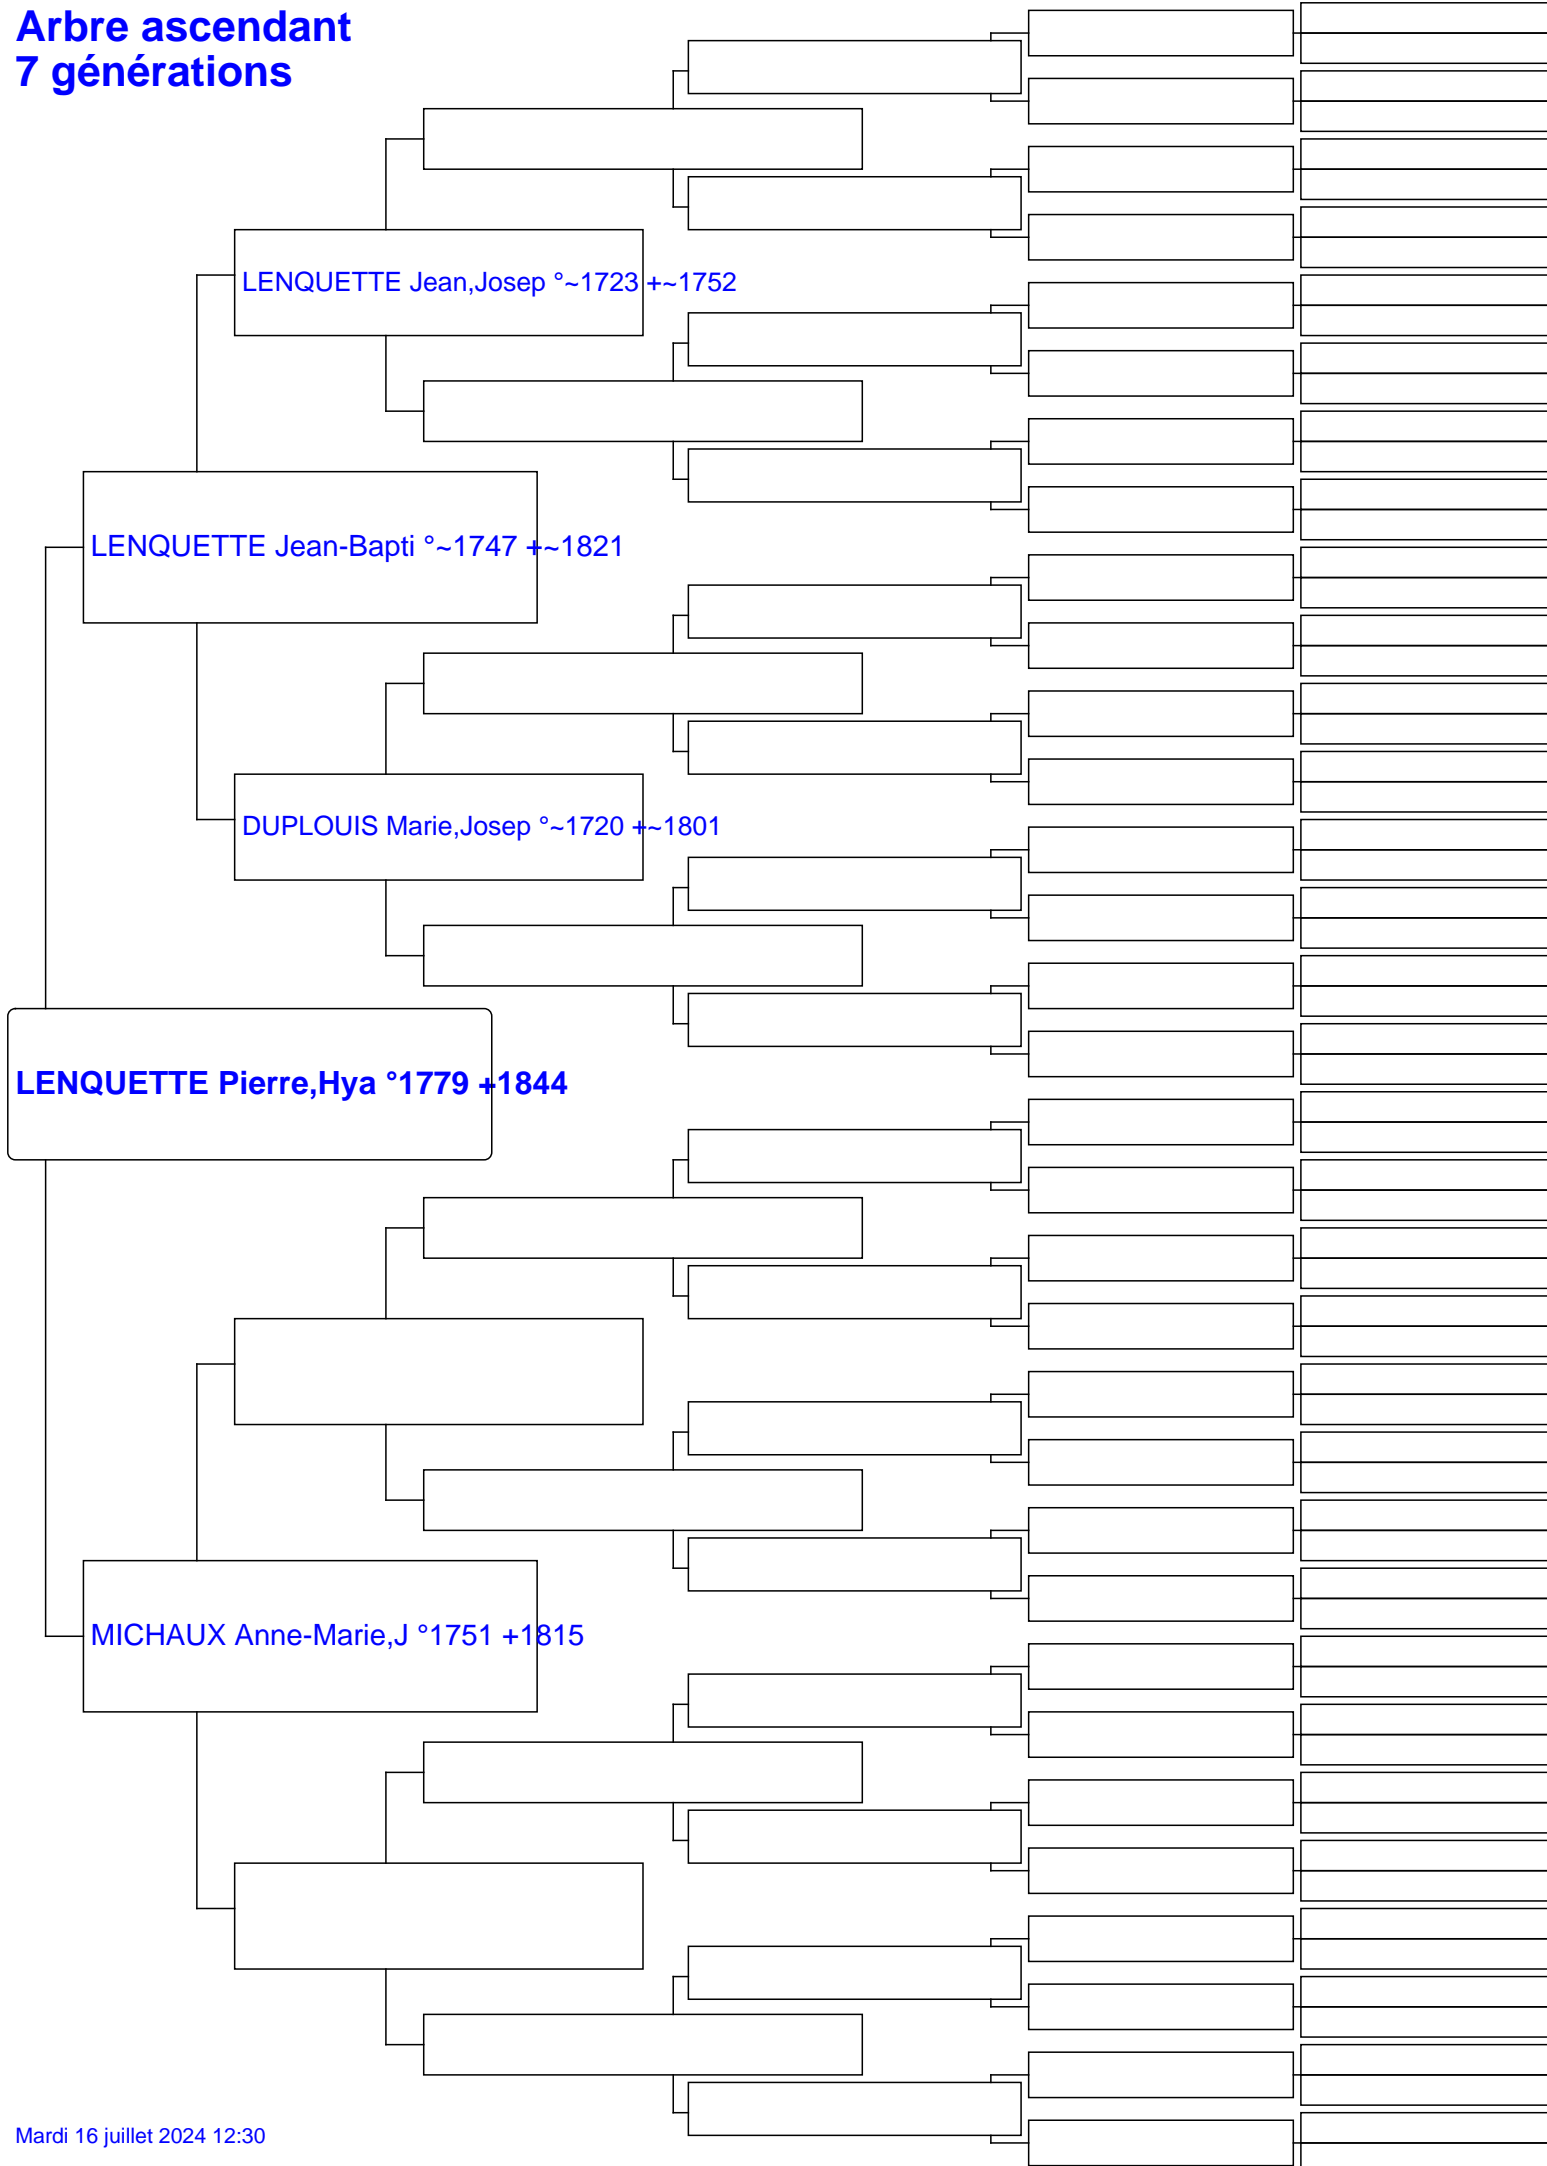 Arbre ascendant
7 générations
LENQUETTE Jean,Josep °~1723 +~1752
LENQUETTE Jean-Bapti °~1747 +~1821
DUPLOUIS Marie,Josep °~1720 +~1801
LENQUETTE Pierre,Hya °1779 +1844
MICHAUX Anne-Marie,J °1751 +1815
Mardi 16 juillet 2024 12:30